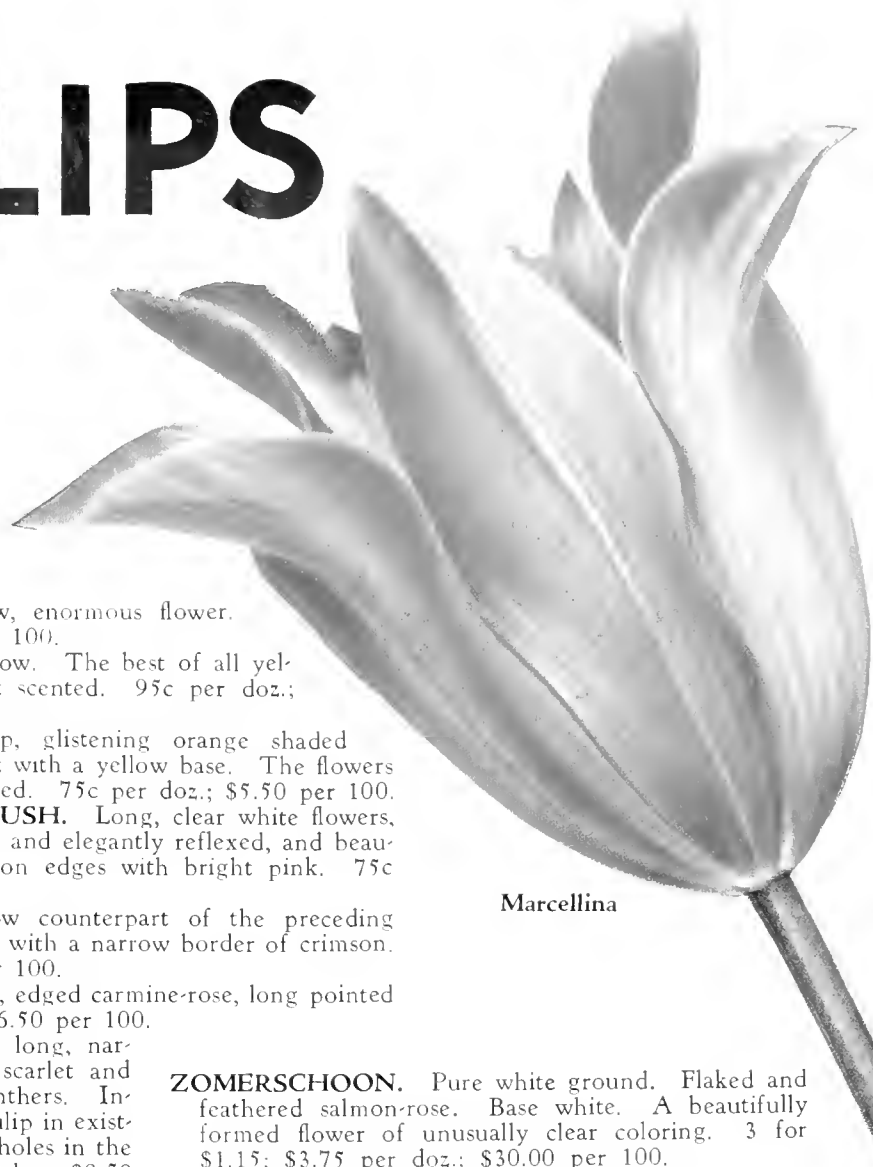 LIPS
w, enormous flower.
100.
ow. The best of all yel-
scented. 95c per doz.;
p, glistening orange shaded
with a yellow base. The flowers
ed. 75c per doz.; $5.50 per 100.
USH. Long, clear white flowers,
and elegantly reflexed, and beau-
on edges with bright pink. 75c
w counterpart of the preceding
with a narrow border of crimson.
100.
, edged carmine-rose, long pointed
6.50 per 100.
long, nar-
scarlet and
nthers. In-
ulip in exist-
holes in the
Marcellina
ZOMERSCHOON. Pure white ground. Flaked and
feathered salmon-rose. Base white. A beautifully
formed flower of unusually clear coloring. 3 for
$1.15; $3.75 per doz.; $30.00 per 100.